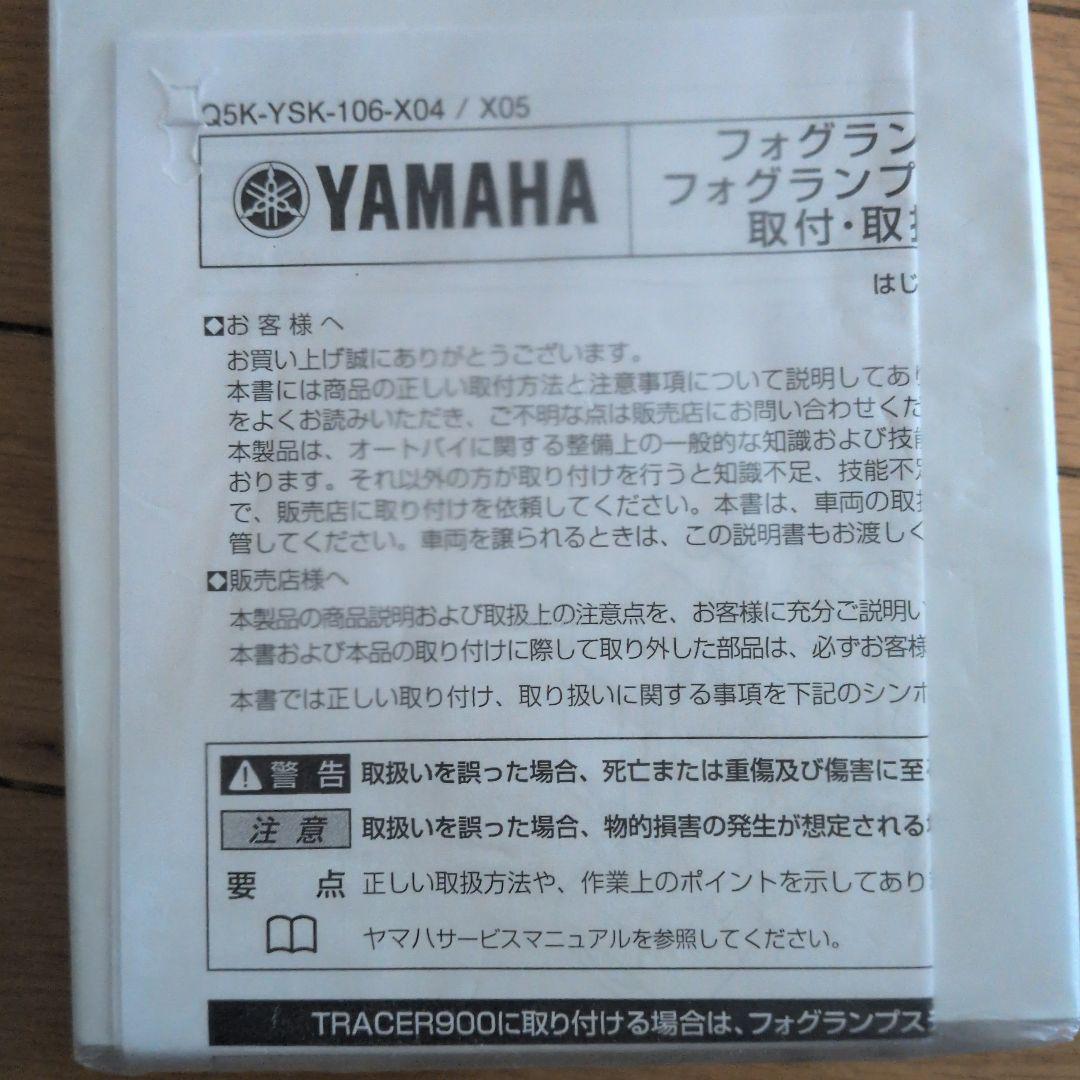 Q5K-YSK-106-X04 / X05
YAMAHA
フォグラン
フォグランプ
取付・取
はじ
お客様へ
お買い上げ誠にありがとうございます。
本書には商品の正しい取付方法と注意事項について説明してあり
をよくお読みいただき、ご不明な点は販売店にお問い合わせくだ
本製品は、オートバイに関する整備上の一般的な知識および技能
おります。それ以外の方が取り付けを行うと知識不足、技能不足
で、販売店に取り付けを依頼してください。本書は、車両の取扱
管してください。車両を譲られるときは、この説明書もお渡しく
販売店様へ
本製品の商品説明および取扱上の注意点を、お客様に充分ご説明い
本書および本品の取り付けに際して取り外した部品は、必ずお客様
本書では正しい取り付け、取り扱いに関する事項を下記のシンボ
警告 取扱いを誤った場合、死亡または重傷及び傷害に至
注意 取扱いを誤った場合、物的損害の発生が想定される
要点 正しい取扱方法や、作業上のポイントを示してあり
ヤマハサービスマニュアルを参照してください。
TRACER900に取り付ける場合は、フォグランプス